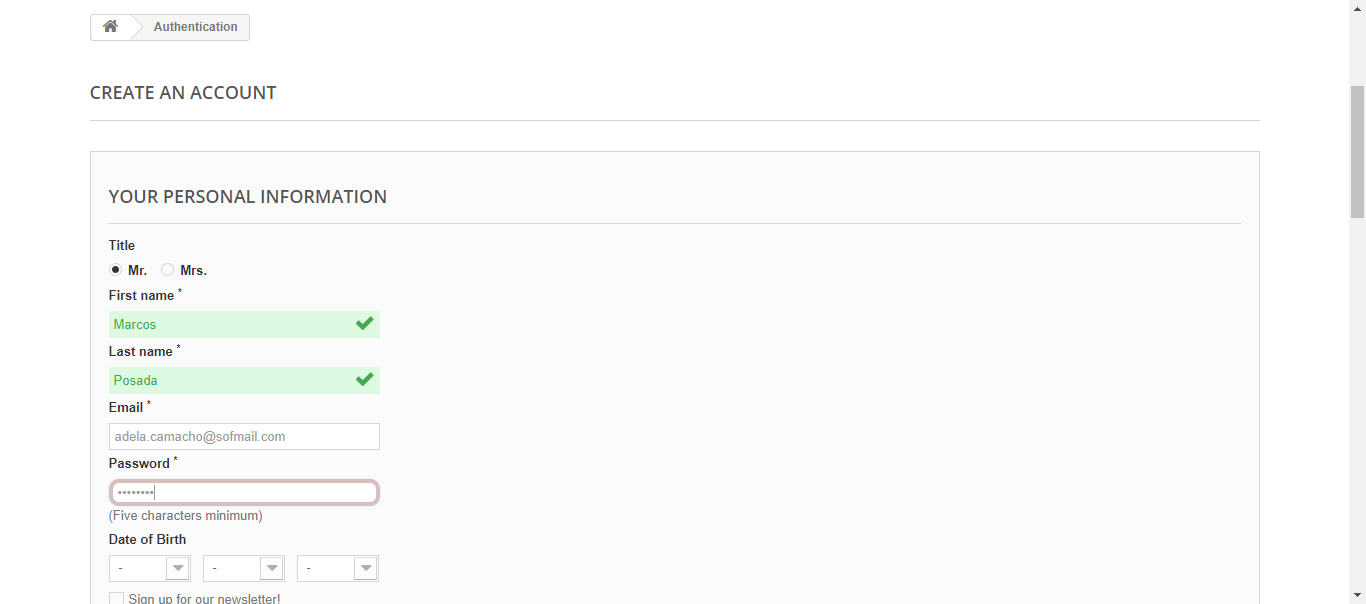 Authentication
CREATE AN ACCOUNT
YOUR PERSONAL INFORMATION
Title
Mr. Mrs.
First name *
Marcos
Last name *
Posada
Email *
adela.camacho@sofmail.com
Password *
••••••••
(Five characters minimum)
Date of Birth
- - -
Sign up for our newsletter!